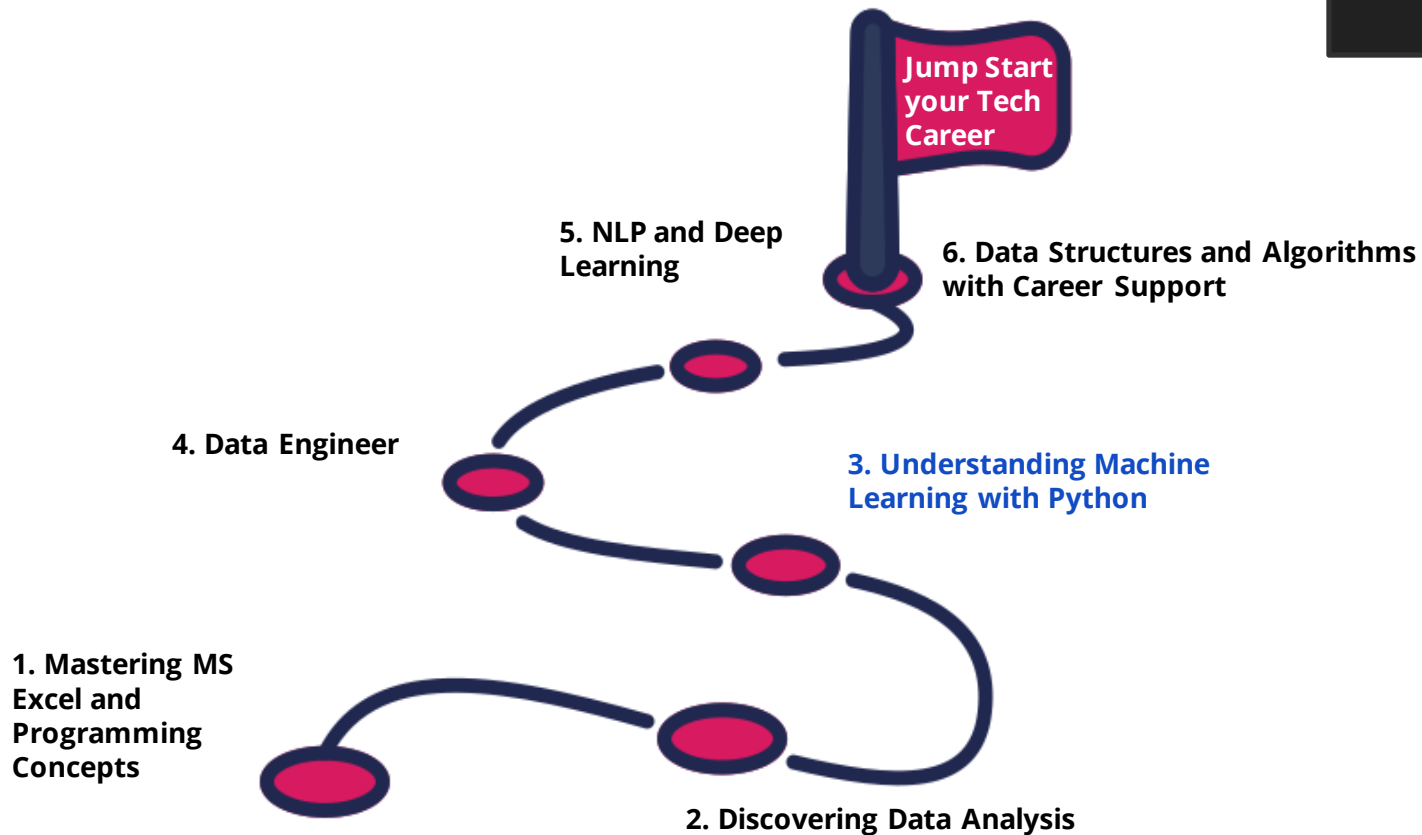 Jump Start
your Tech
Career
5. NLP and Deep
Learning
6. Data Structures and Algorithms
with Career Support
4. Data Engineer
3. Understanding Machine
Learning with Python
1. Mastering MS
Excel and
Programming
Concepts
2. Discovering Data Analysis